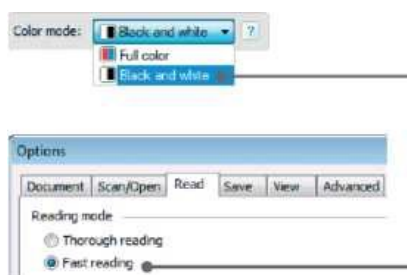 Color mode: Black and white ?
Full color
Black and white
Options
Document Scan/Open Read Save View Advanced
Reading mode
Thorough reading
Fast reading